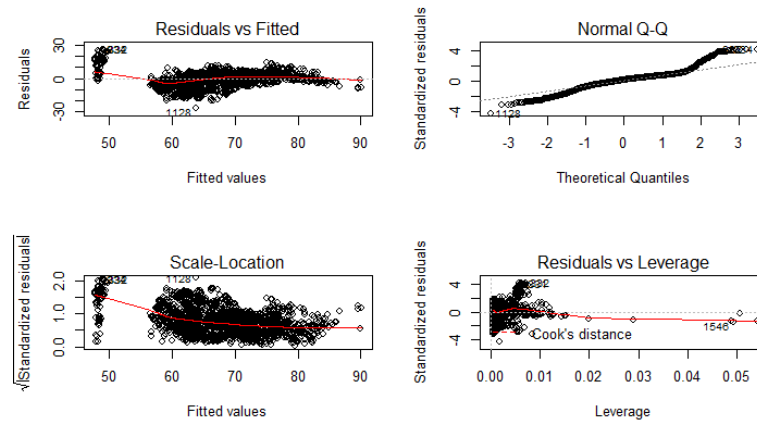 Residuals vs Fitted
Residuals
30
0
-30
1128
50 60 70 80 90
Fitted values
Normal Q-Q
Standardized residuals
4
0
-4
1128
-3 -2 -1 0 1 2 3
Theoretical Quantiles
Scale-Location
√|Standardized residuals|
2.0
1.0
0.0
1128
50 60 70 80 90
Fitted values
Residuals vs Leverage
Standardized residuals
4
2
0
-4
1546
Cook's distance
0.00 0.01 0.02 0.03 0.04 0.05
Leverage